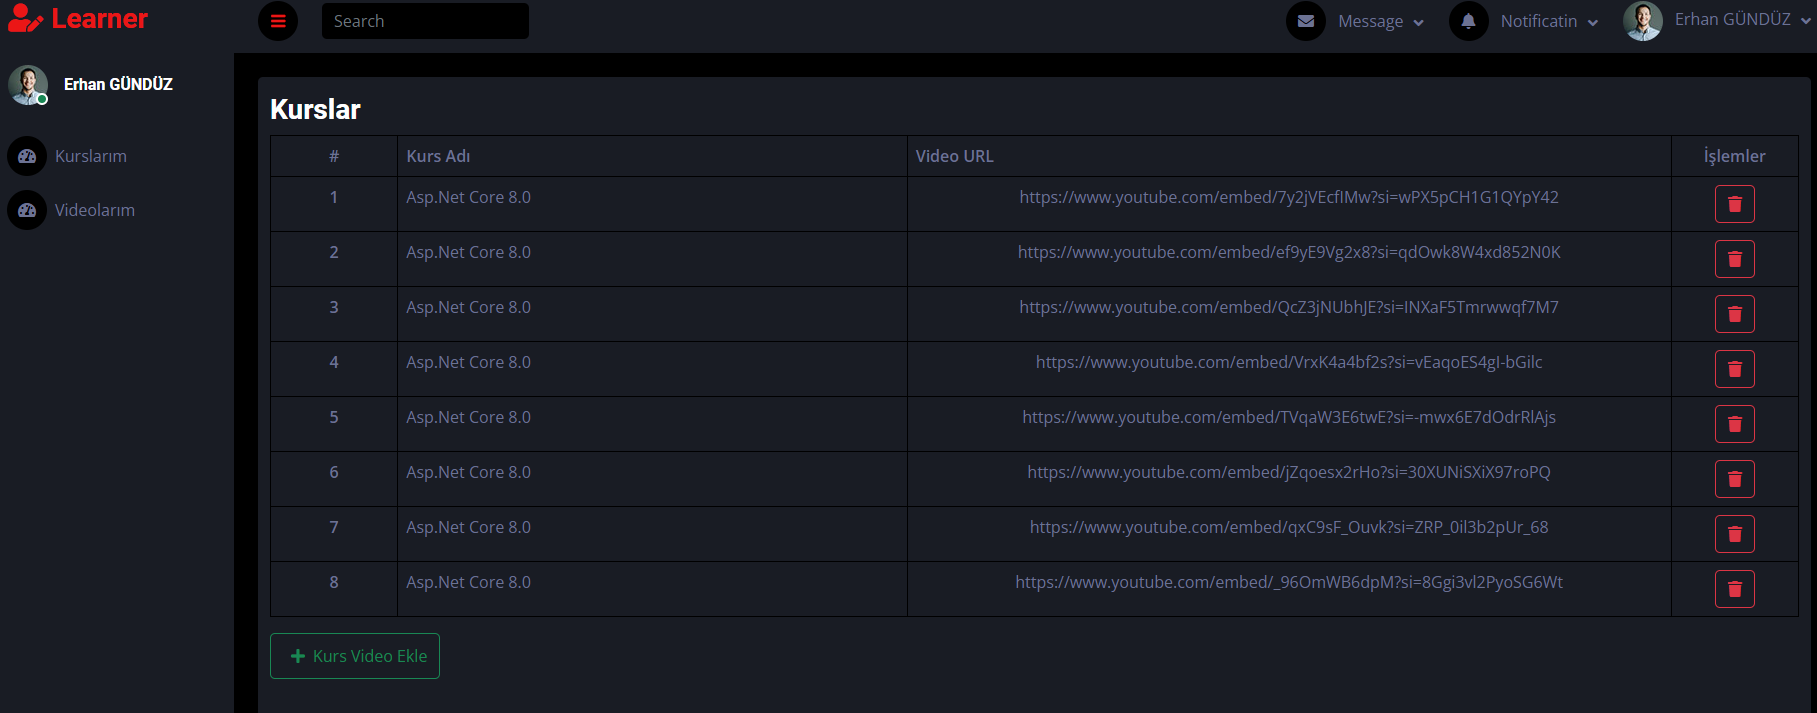 Learner
Search
Message
Notificatin
Erhan GÜNDÜZ
Erhan GÜNDÜZ
Kurslarım
Videolarım
Kurslar
# Kurs Adı Video URL İşlemler
1 Asp.Net Core 8.0 https://www.youtube.com/embed/7y2jVEcfIMw?si=wPX5pCH1G1QYpY42
2 Asp.Net Core 8.0 https://www.youtube.com/embed/ef9yE9Vg2x8?si=qdOwk8W4xd852N0K
3 Asp.Net Core 8.0 https://www.youtube.com/embed/QcZ3jNUbhJE?si=INXaF5Tmrwwqf7M7
4 Asp.Net Core 8.0 https://www.youtube.com/embed/VrxK4a4bf2s?si=vEaqoES4gI-bGilc
5 Asp.Net Core 8.0 https://www.youtube.com/embed/TVqaW3E6twE?si=-mwx6E7dOdrRlAjs
6 Asp.Net Core 8.0 https://www.youtube.com/embed/jZqoesx2rHo?si=30XUNiSXiX97roPQ
7 Asp.Net Core 8.0 https://www.youtube.com/embed/qxC9sF_Ouvk?si=ZRP_0il3b2pUr_68
8 Asp.Net Core 8.0 https://www.youtube.com/embed/_96OmWB6dpM?si=8Ggi3vl2PyoSG6Wt
Kurs Video Ekle